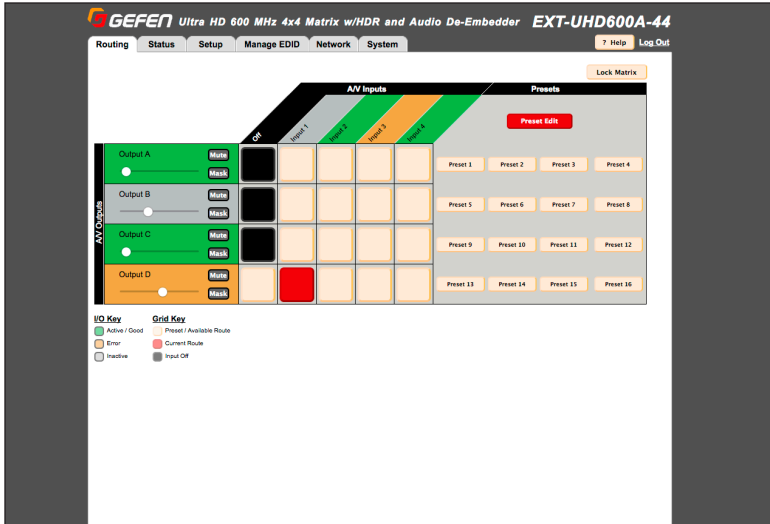 GEFEN Ultra HD 600 MHz 4x4 Matrix w/HDR and Audio De-Embedder EXT-UHD600A-44
Routing Status Setup Manage EDID Network System ? Help Log Out
Lock Matrix
A/V Inputs Presets
Off Input 1 Input 2 Input 3 Input 4
Preset Edit
A/V Outputs
Output A Mute
Mask
Preset 1 Preset 2 Preset 3 Preset 4
Output B Mute
Mask
Preset 5 Preset 6 Preset 7 Preset 8
Output C Mute
Mask
Preset 9 Preset 10 Preset 11 Preset 12
Output D Mute
Mask
Preset 13 Preset 14 Preset 15 Preset 16
I/O Key Grid Key
Active / Good Preset / Available Route
Error Current Route
Inactive Input Off